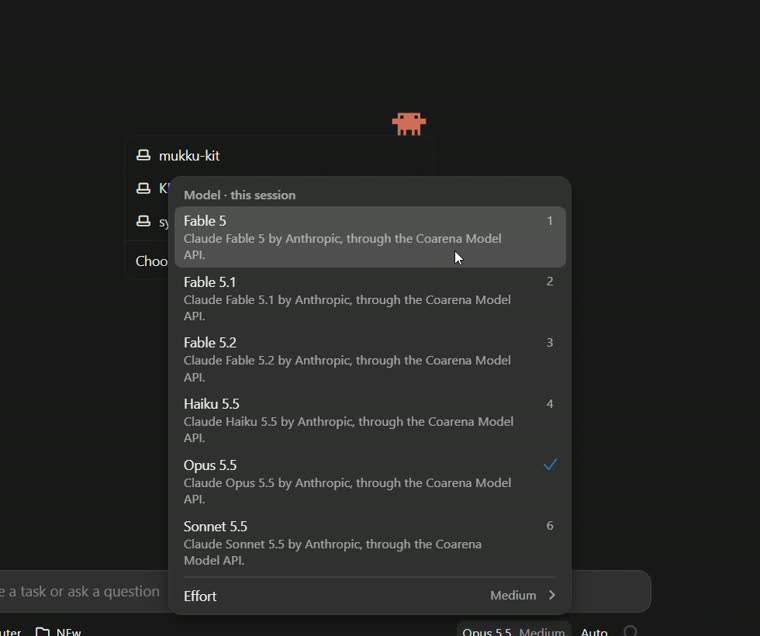 mukku-kit
Model · this session
Fable 5
1
Claude Fable 5 by Anthropic, through the Coarena Model
API.
Choo
Fable 5.1
2
Claude Fable 5.1 by Anthropic, through the Coarena Model
API.
Fable 5.2
3
Claude Fable 5.2 by Anthropic, through the Coarena Model
API.
Haiku 5.5
4
Claude Haiku 5.5 by Anthropic, through the Coarena Model
API.
Opus 5.5
Claude Opus 5.5 by Anthropic, through the Coarena Model
API.
Sonnet 5.5
6
Claude Sonnet 5.5 by Anthropic, through the Coarena
Model API.
Effort
Medium
e a task or ask a question
uter
NEw
Opus 5.5 Medium
Auto